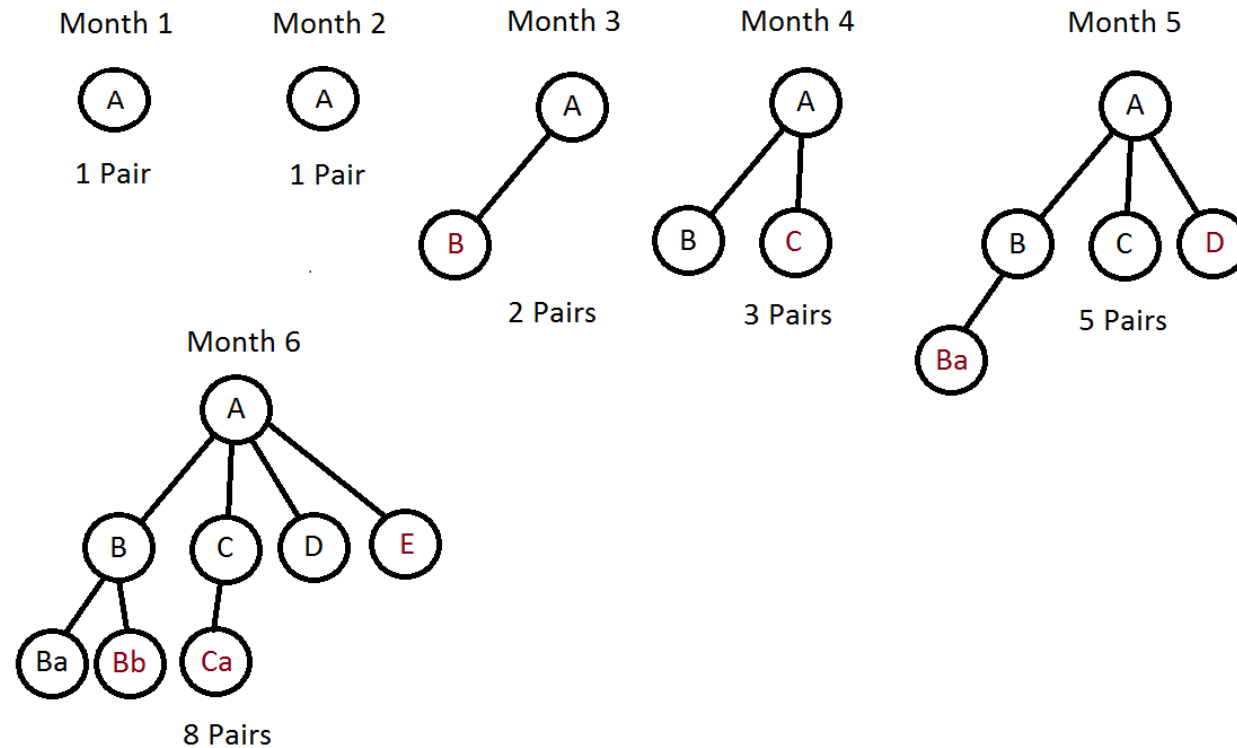 Month 1 Month 2 Month 3 Month 4 Month 5
A A A A A
1 Pair 1 Pair
B B C B C D
2 Pairs 3 Pairs 5 Pairs
Month 6 Ba
A
B C D E
Ba Bb Ca
8 Pairs